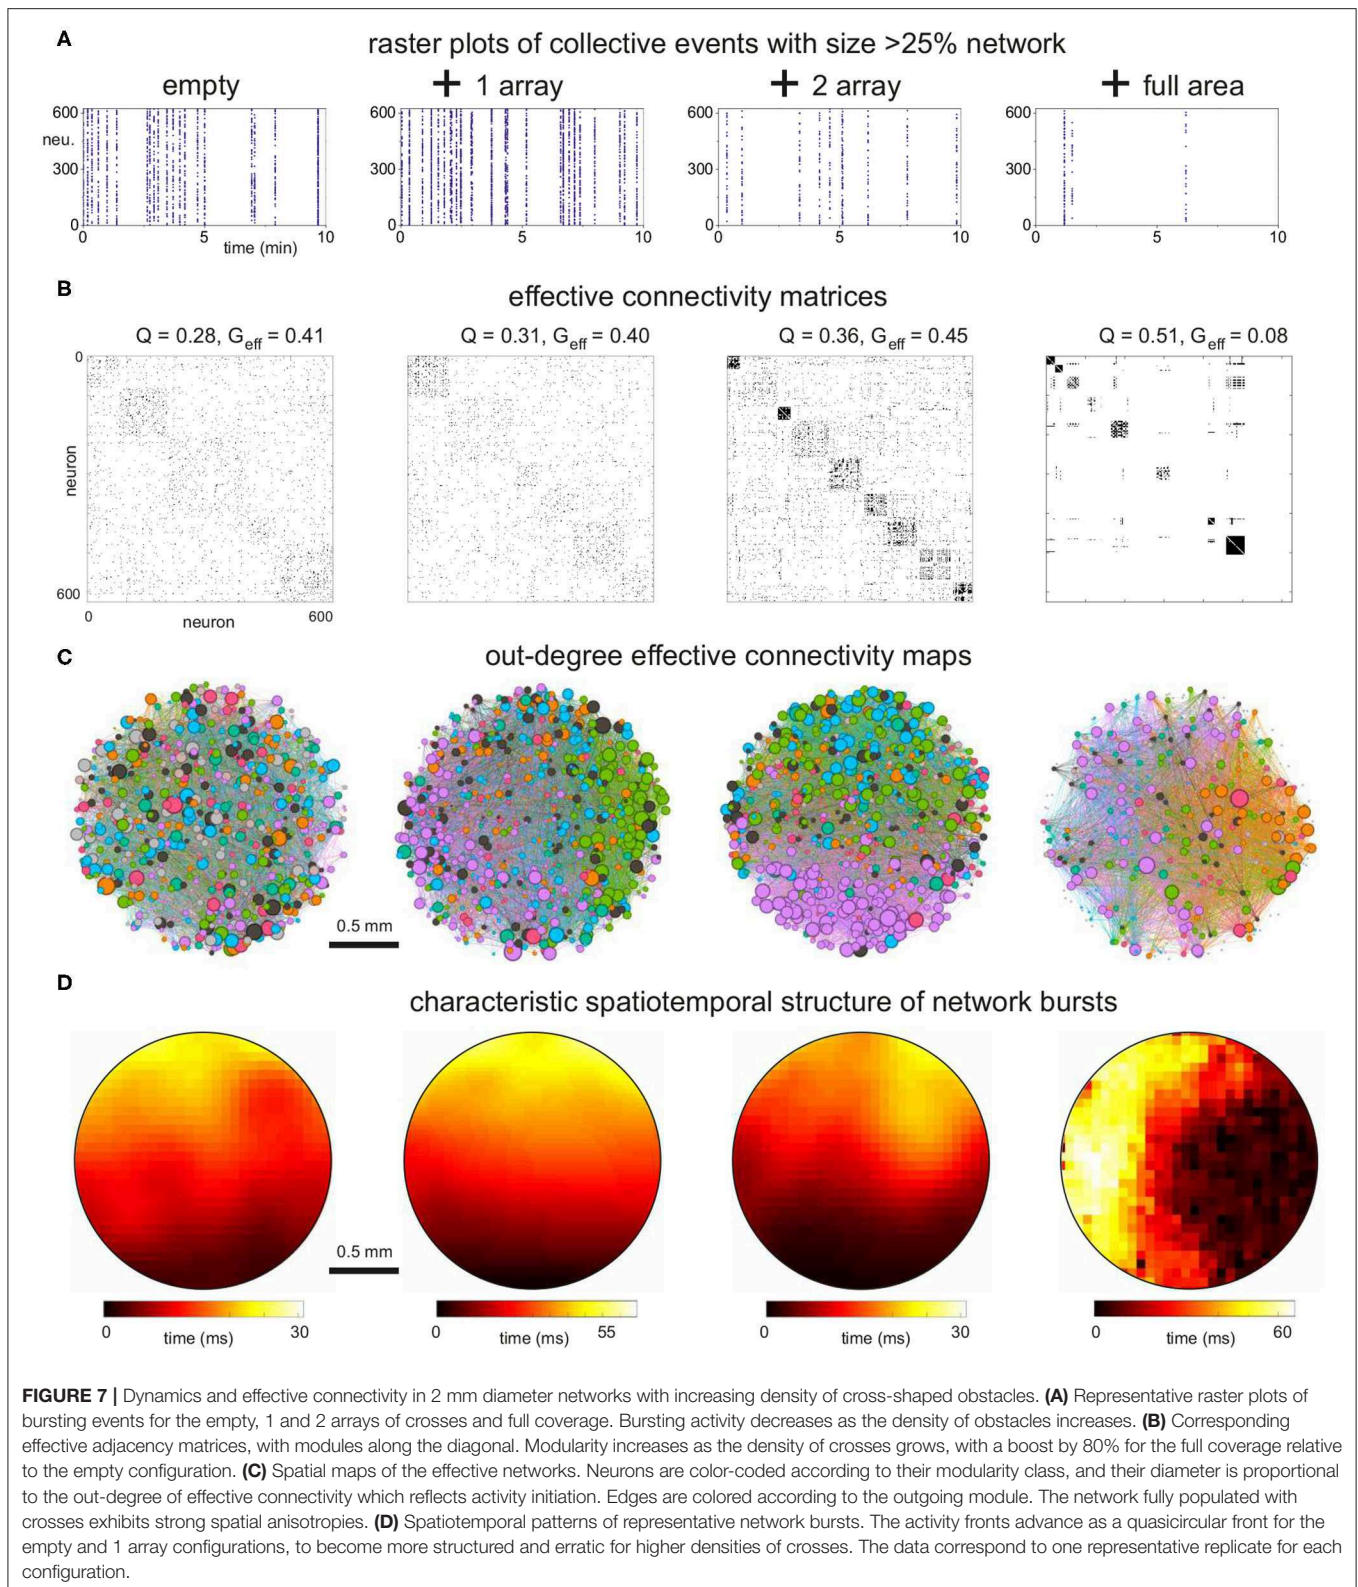 A
raster plots of collective events with size >25% network
empty
+ 1 array
+ 2 array
+ full area
600
neu.
300
0
0
5
10
time (min)
600
300
0
0
5
10
600
300
0
0
5
10
600
300
0
0
5
10
B
effective connectivity matrices
Q = 0.28, Geff = 0.41
Q = 0.31, Geff = 0.40
Q = 0.36, Geff = 0.45
Q = 0.51, Geff = 0.08
0
neuron
600
0
neuron
600
C
out-degree effective connectivity maps
0.5 mm
D
characteristic spatiotemporal structure of network bursts
0.5 mm
0
time (ms)
30
0
time (ms)
55
0
time (ms)
30
0
time (ms)
60
FIGURE 7 | Dynamics and effective connectivity in 2 mm diameter networks with increasing density of cross-shaped obstacles. (A) Representative raster plots of
bursting events for the empty, 1 and 2 arrays of crosses and full coverage. Bursting activity decreases as the density of obstacles increases. (B) Corresponding
effective adjacency matrices, with modules along the diagonal. Modularity increases as the density of crosses grows, with a boost by 80% for the full coverage relative
to the empty configuration. (C) Spatial maps of the effective networks. Neurons are color-coded according to their modularity class, and their diameter is proportional
to the out-degree of effective connectivity which reflects activity initiation. Edges are colored according to the outgoing module. The network fully populated with
crosses exhibits strong spatial anisotropies. (D) Spatiotemporal patterns of representative network bursts. The activity fronts advance as a quasicircular front for the
empty and 1 array configurations, to become more structured and erratic for higher densities of crosses. The data correspond to one representative replicate for each
configuration.